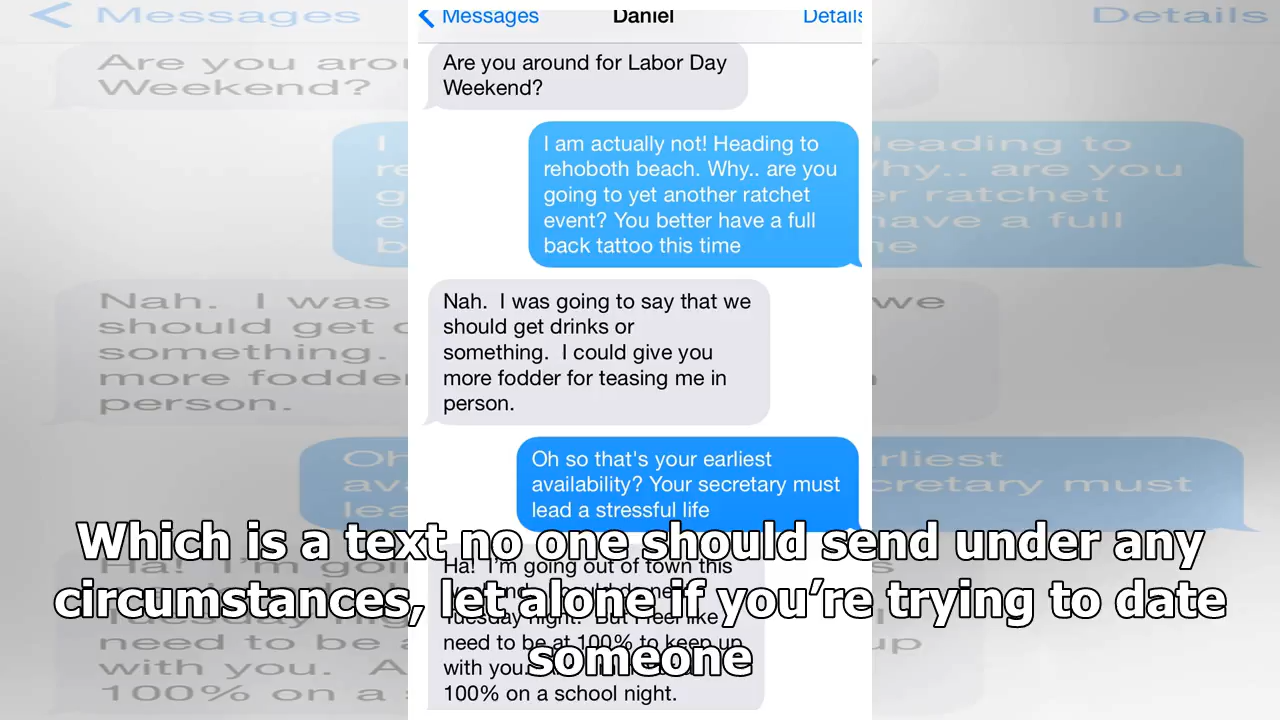 Messages
Daniel
Details
Are you around for Labor Day
Weekend?
I am actually not! Heading to
rehoboth beach. Why.. are you
going to yet another ratchet
event? You better have a full
back tattoo this time
Nah. I was going to say that we
should get drinks or
something. I could give you
more fodder for teasing me in
person.
Oh so that's your earliest
availability? Your secretary must
lead a stressful life
Ha! I'm going out of town this
Tuesday night. But I feel like
need to be at 100% to keep up
with you.
100% on a school night.
Which is a text no one should send under any
circumstances, let alone if you’re trying to date
someone